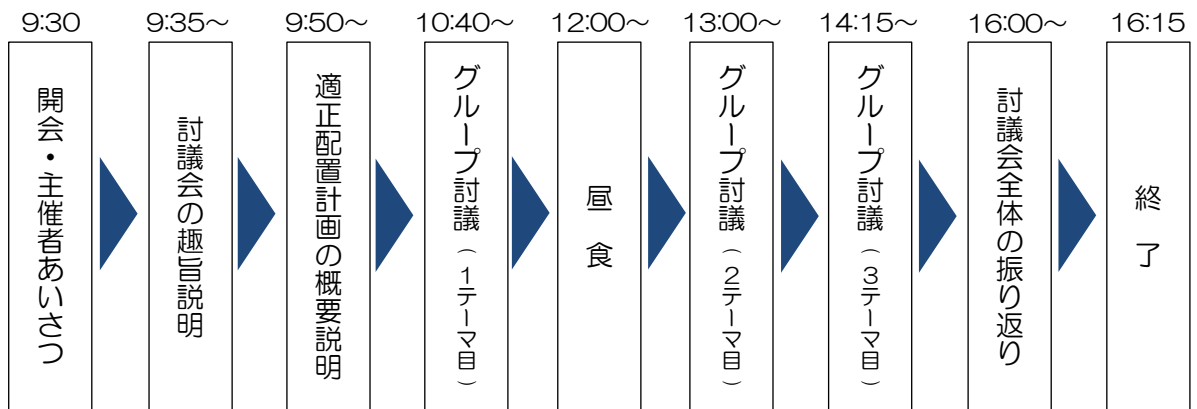 9:30
開会・主催者あいさつ
9:35～
討議会の趣旨説明
9:50～
適正配置計画の概要説明
10:40～
グループ討議（1テーマ目）
12:00～
昼食
13:00～
グループ討議（2テーマ目）
14:15～
グループ討議（3テーマ目）
16:00～
討議会全体の振り返り
16:15
終了